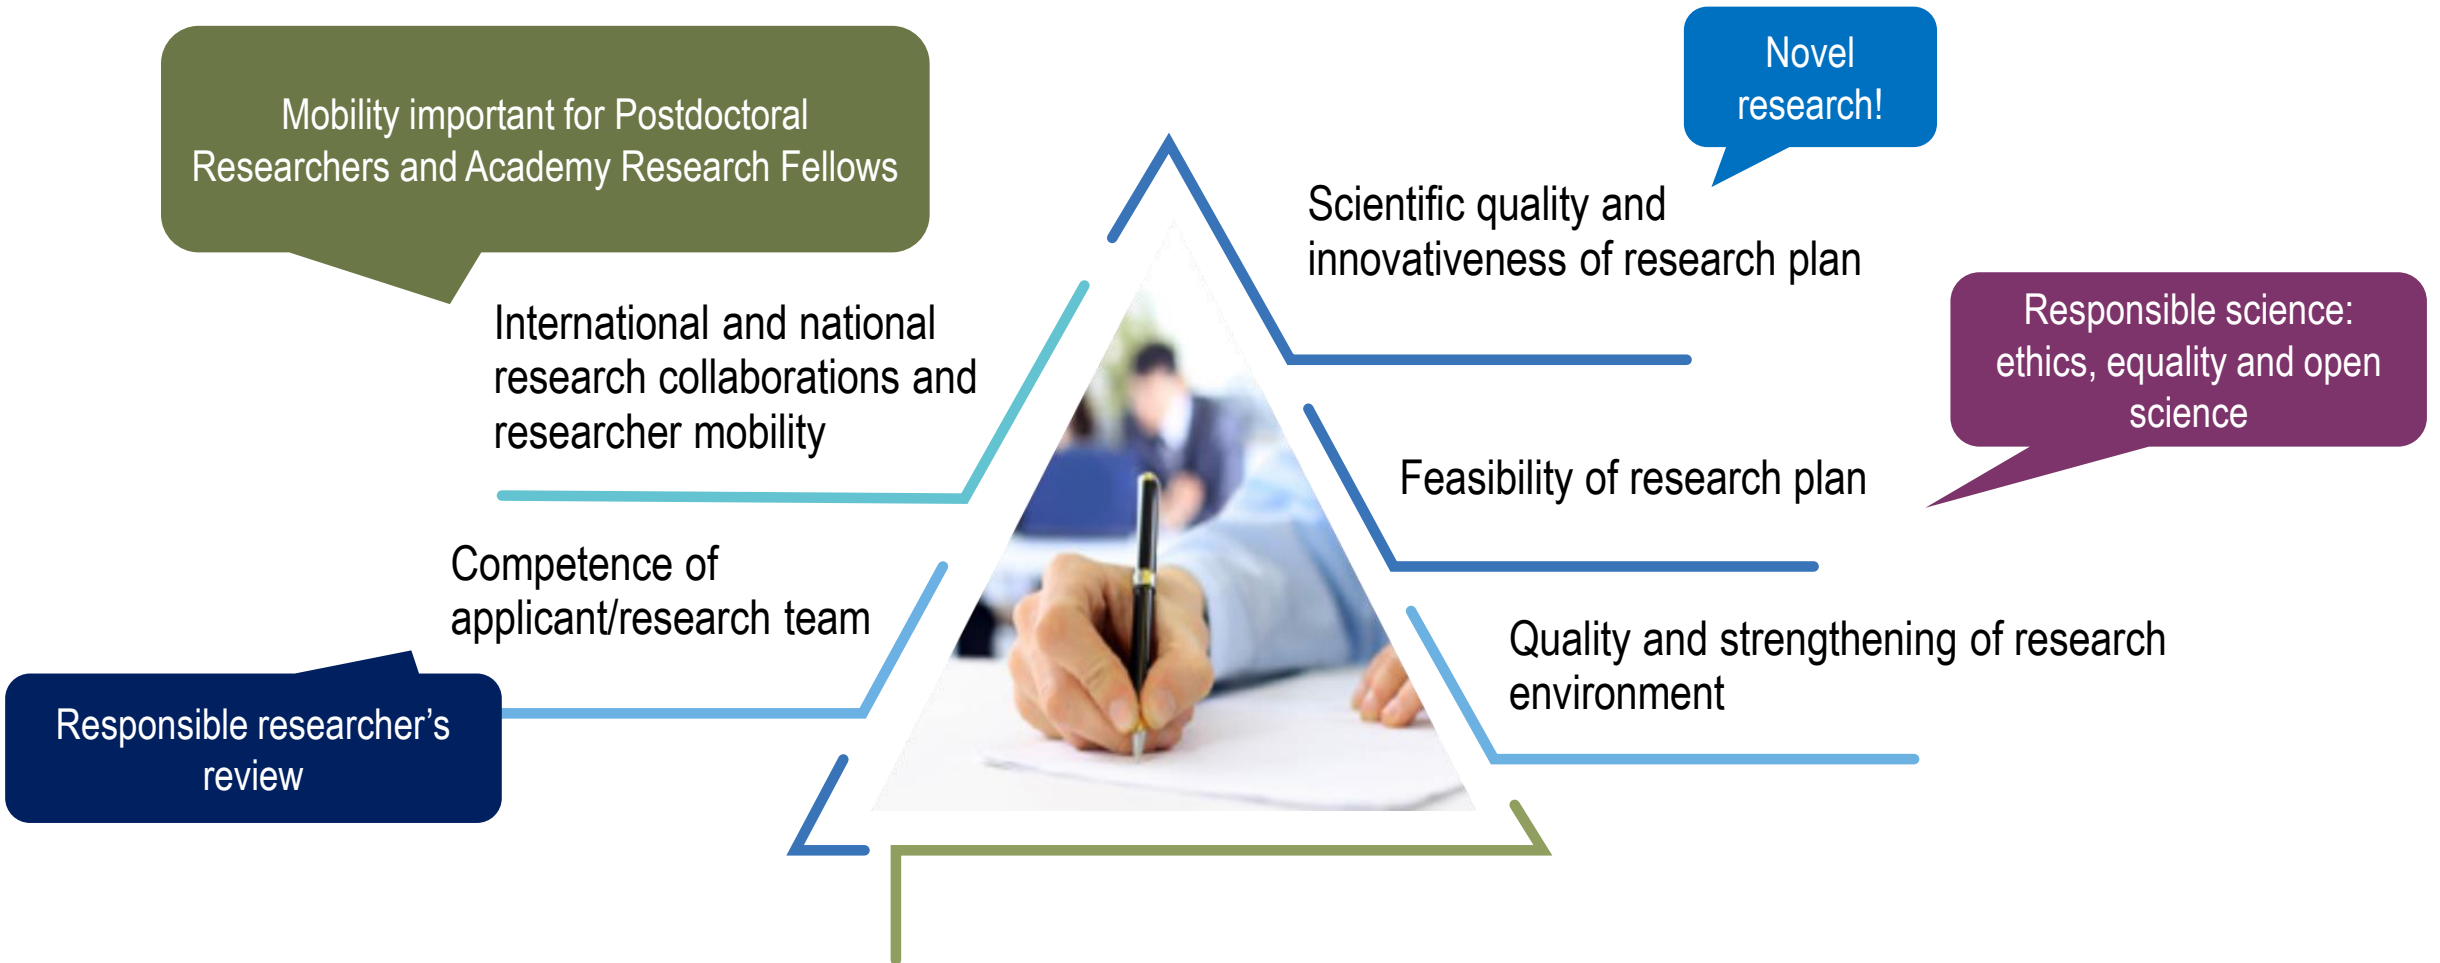 Mobility important for Postdoctoral
Researchers and Academy Research Fellows
Novel
research!
Scientific quality and
innovativeness of research plan
International and national
research collaborations and
researcher mobility
Responsible science:
ethics, equality and open
science
Feasibility of research plan
Competence of
applicant/research team
Quality and strengthening of research
environment
Responsible researcher’s
review